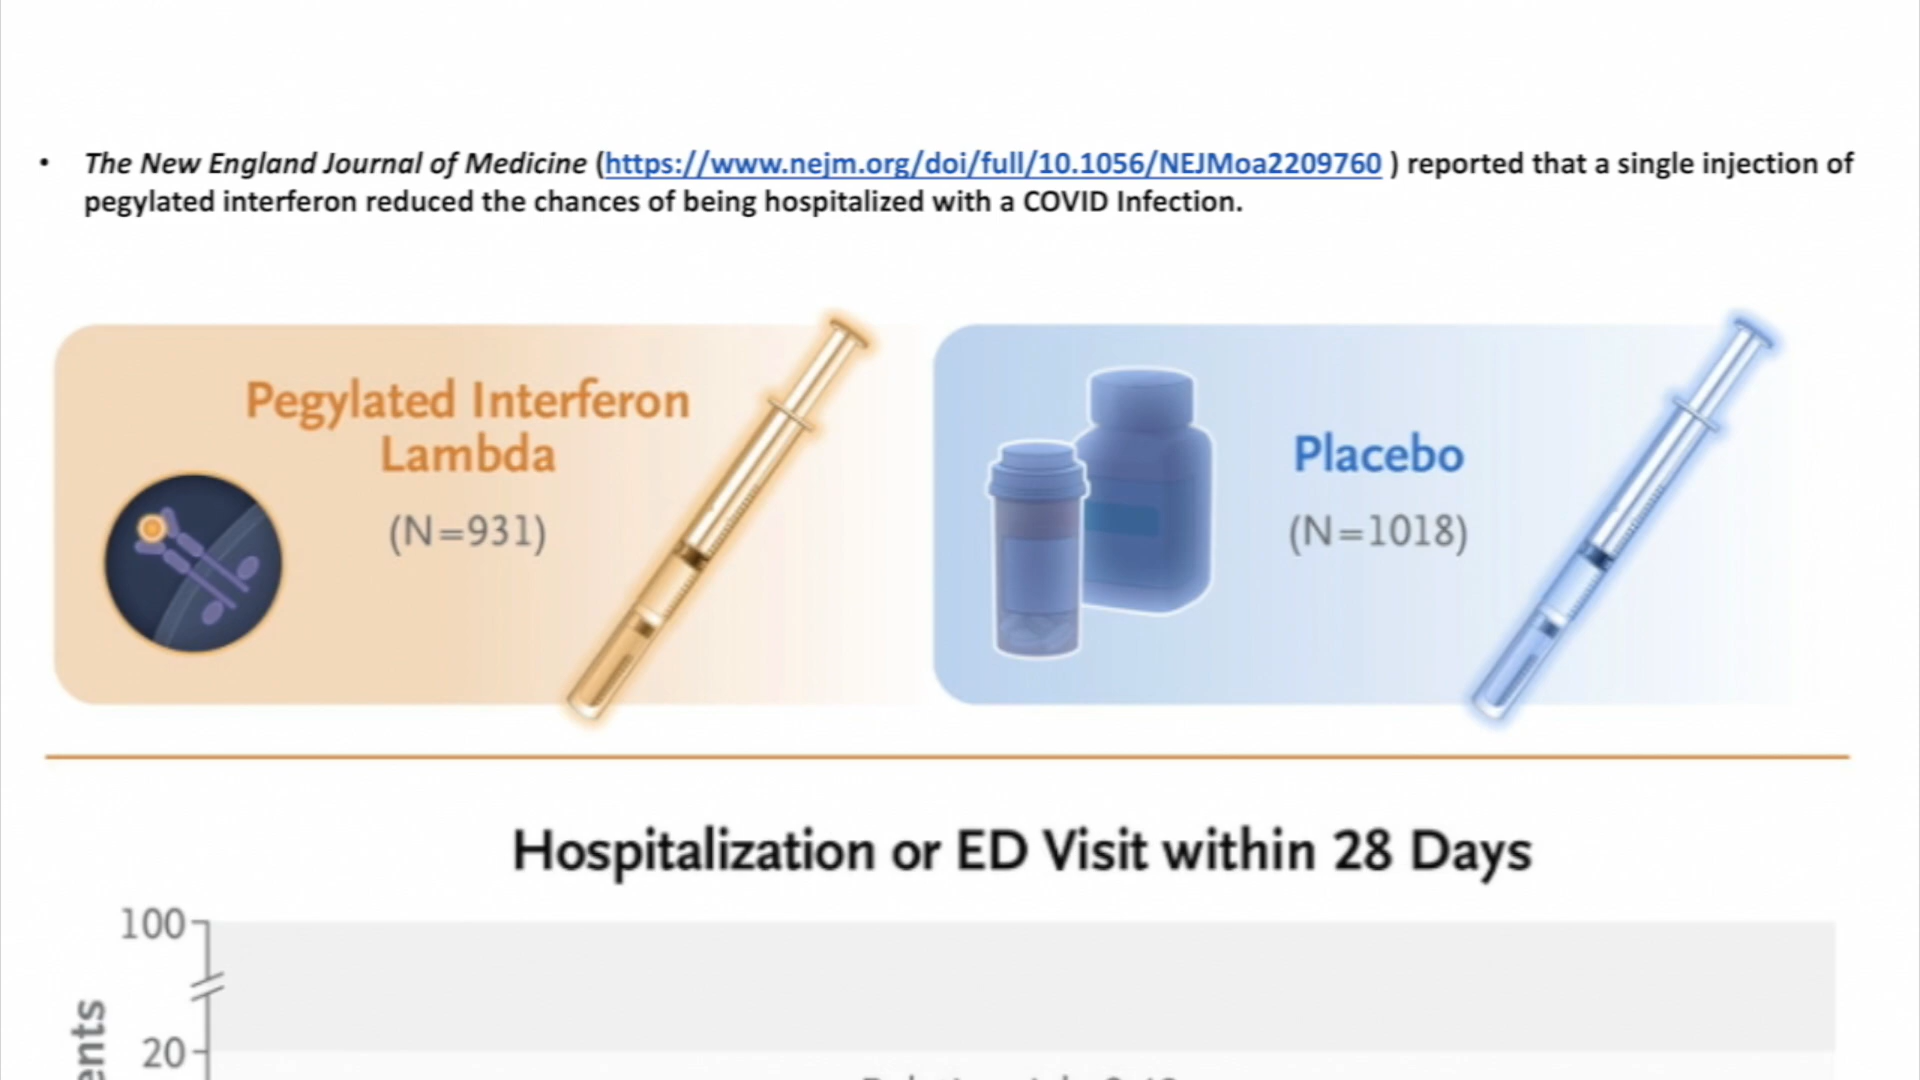 • The New England Journal of Medicine (https://www.nejm.org/doi/full/10.1056/NEJMoa2209760 ) reported that a single injection of
pegylated interferon reduced the chances of being hospitalized with a COVID Infection.
Pegylated Interferon
Lambda
(N=931)
Placebo
(N=1018)
Hospitalization or ED Visit within 28 Days
100
20